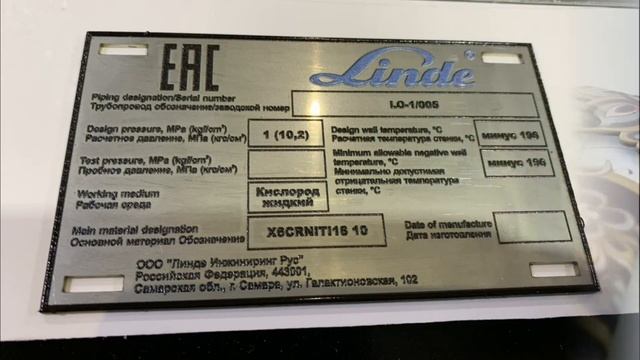 EAC
Linde®
Piping designation/Serial number
Трубопровод обозначение/заводской номер
I.O-1/005
Design pressure, MPa (kgf/cm²)
Расчетное давление, МПа (кгс/см²)
1 (10,2)
Design wall temperature, °C
Расчетная температура стенки, °C
минус 196
Test pressure, MPa (kgf/cm²)
Пробное давление, МПа (кгс/см²)
Minimum allowable negative wall
temperature, °C
Минимально допустимая
отрицательная температура
стенки, °C
минус 196
Working medium
Рабочая среда
Кислород
жидкий
Main material designation
Основной материал Обозначение
X6CRNITI18 10
Date of manufacture
Дата изготовления
ООО "Линде Инжиниринг Рус"
Российская Федерация, 443001,
Самарская обл., г. Самара, ул. Галактионовская, 102